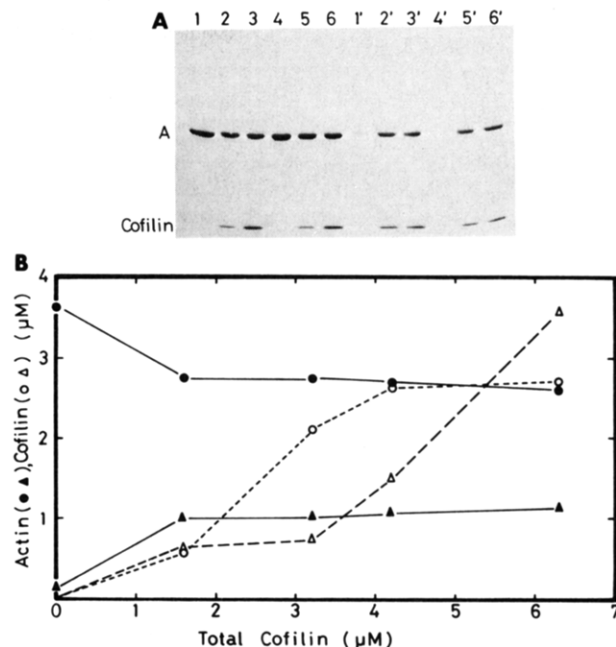 A 1 2 3 4 5 6 1' 2' 3' 4' 5' 6'
A
Cofilin
B
4
3
2
1
0 1 2 3 4 5 6 7
Actin(●▲),Cofilin(○△) (μM)
Total Cofilin (μM)